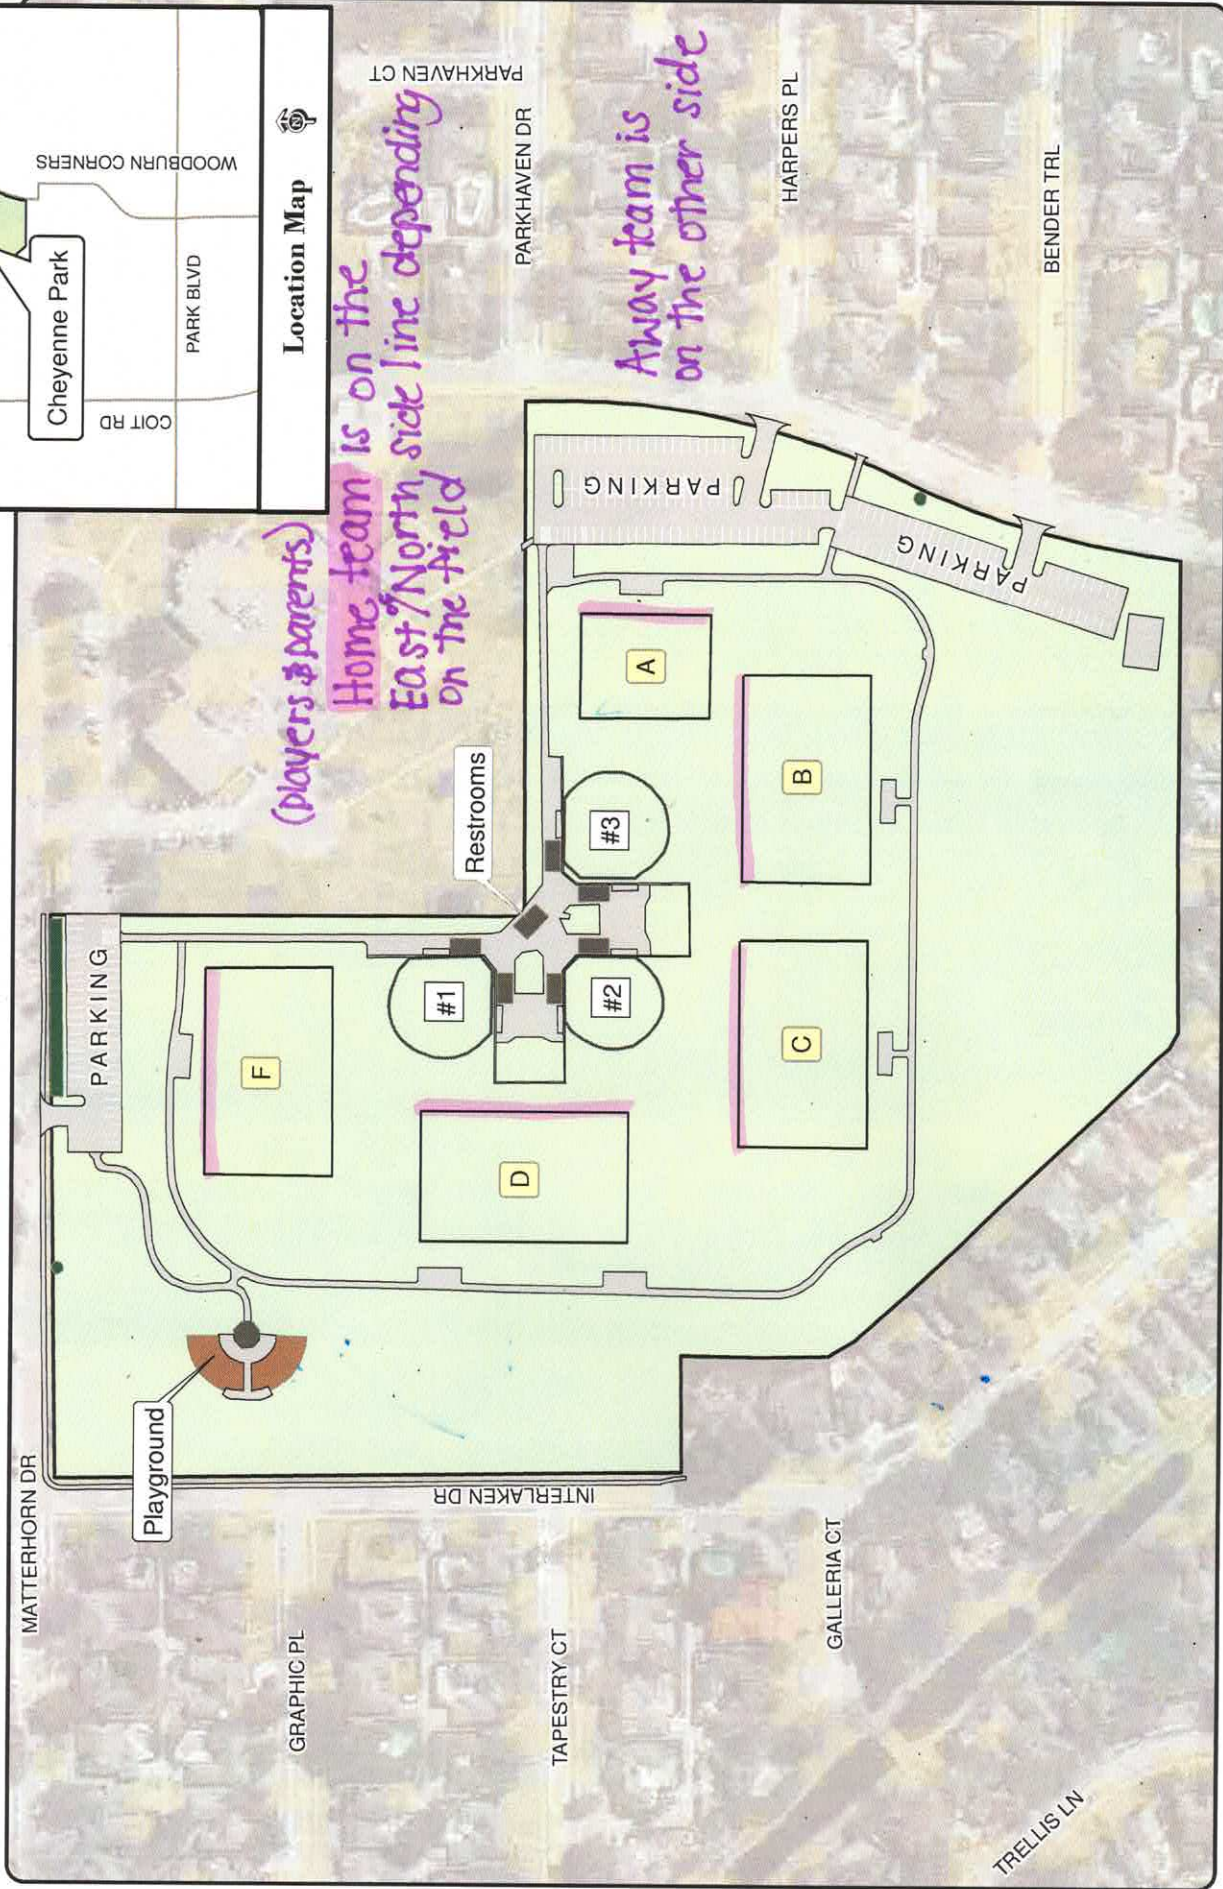 Cheyenne Park
COIT RD
PARK BLVD
WOODBURN CORNERS
Location Map
N
(players & parents)
Home team is on the
East/North side line depending
on the field
Away team is
on the other side
MATTERHORN DR
PARKHAVEN CT
PARKHAVEN DR
HARPERS PL
BENDER TRL
PARKING
PARKING
PARKING
Restrooms
Playground
A
B
C
D
F
#1
#2
#3
INTERLAKEN DR
GRAPHIC PL
TAPESTRY CT
GALLERIA CT
TRELLIS LN